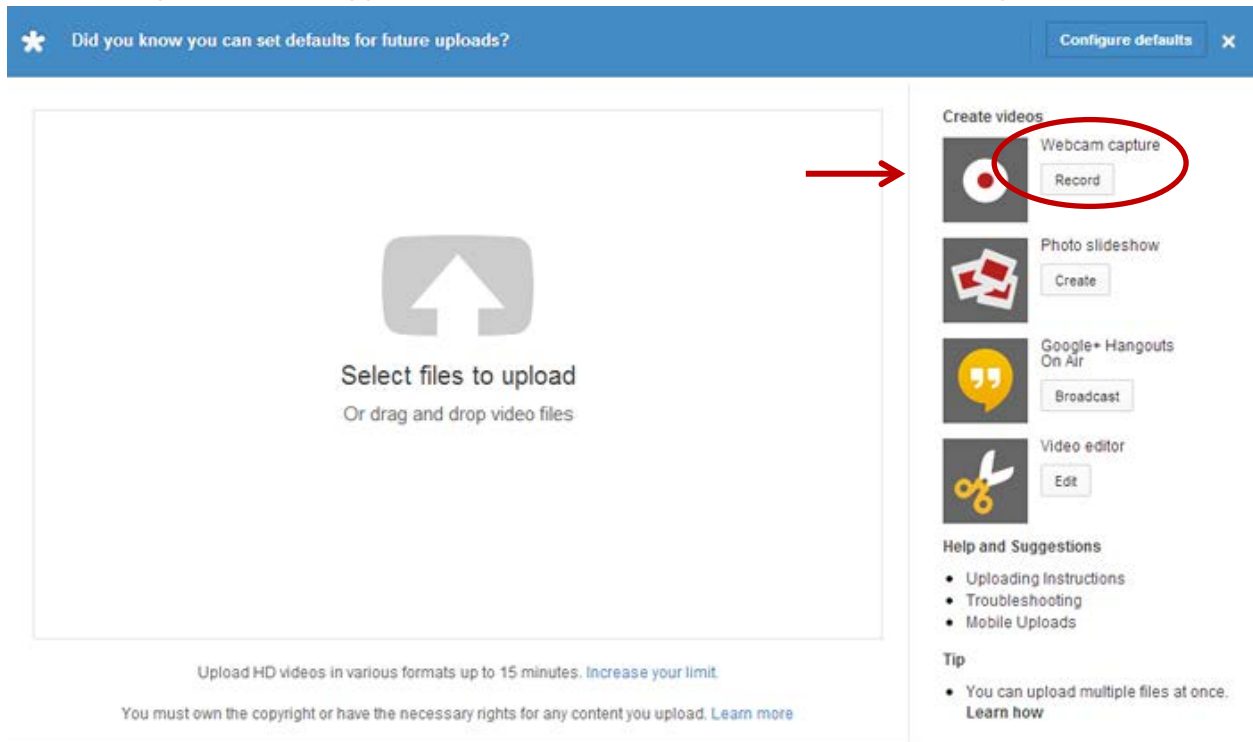 Did you know you can set defaults for future uploads?
Configure defaults
Select files to upload
Or drag and drop video files
Upload HD videos in various formats up to 15 minutes. Increase your limit.
You must own the copyright or have the necessary rights for any content you upload. Learn more
Create videos
Webcam capture
Record
Photo slideshow
Create
Google+ Hangouts
On Air
Broadcast
Video editor
Edit
Help and Suggestions
Uploading Instructions
Troubleshooting
Mobile Uploads
Tip
You can upload multiple files at once.
Learn how